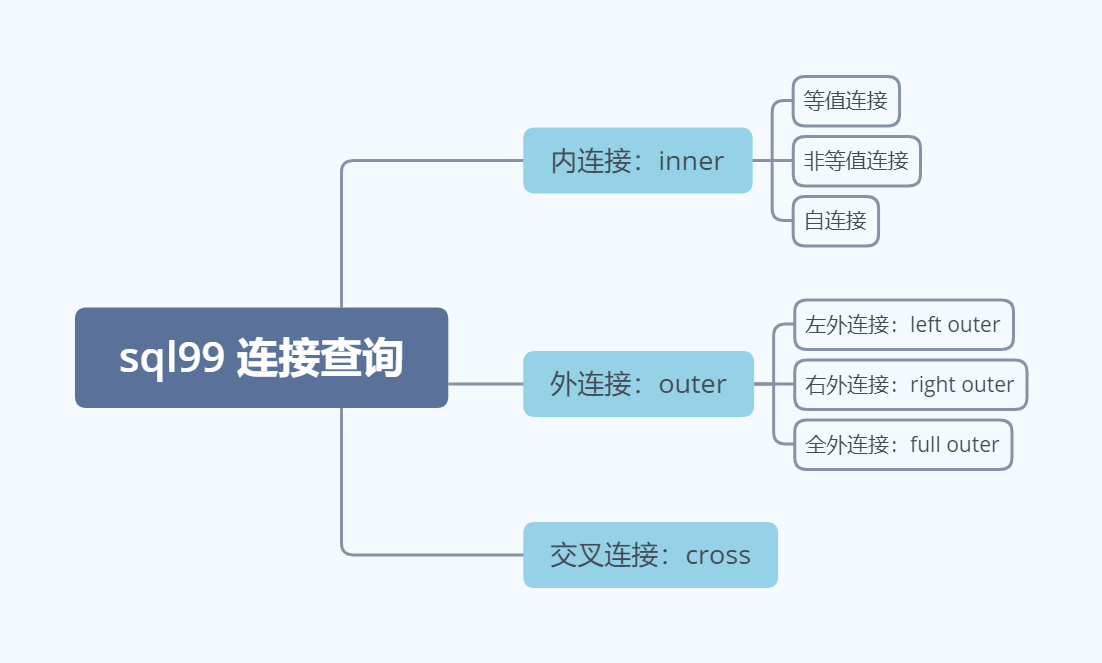 sql99 连接查询
内连接：inner
等值连接
非等值连接
自连接
外连接：outer
左外连接：left outer
右外连接：right outer
全外连接：full outer
交叉连接：cross